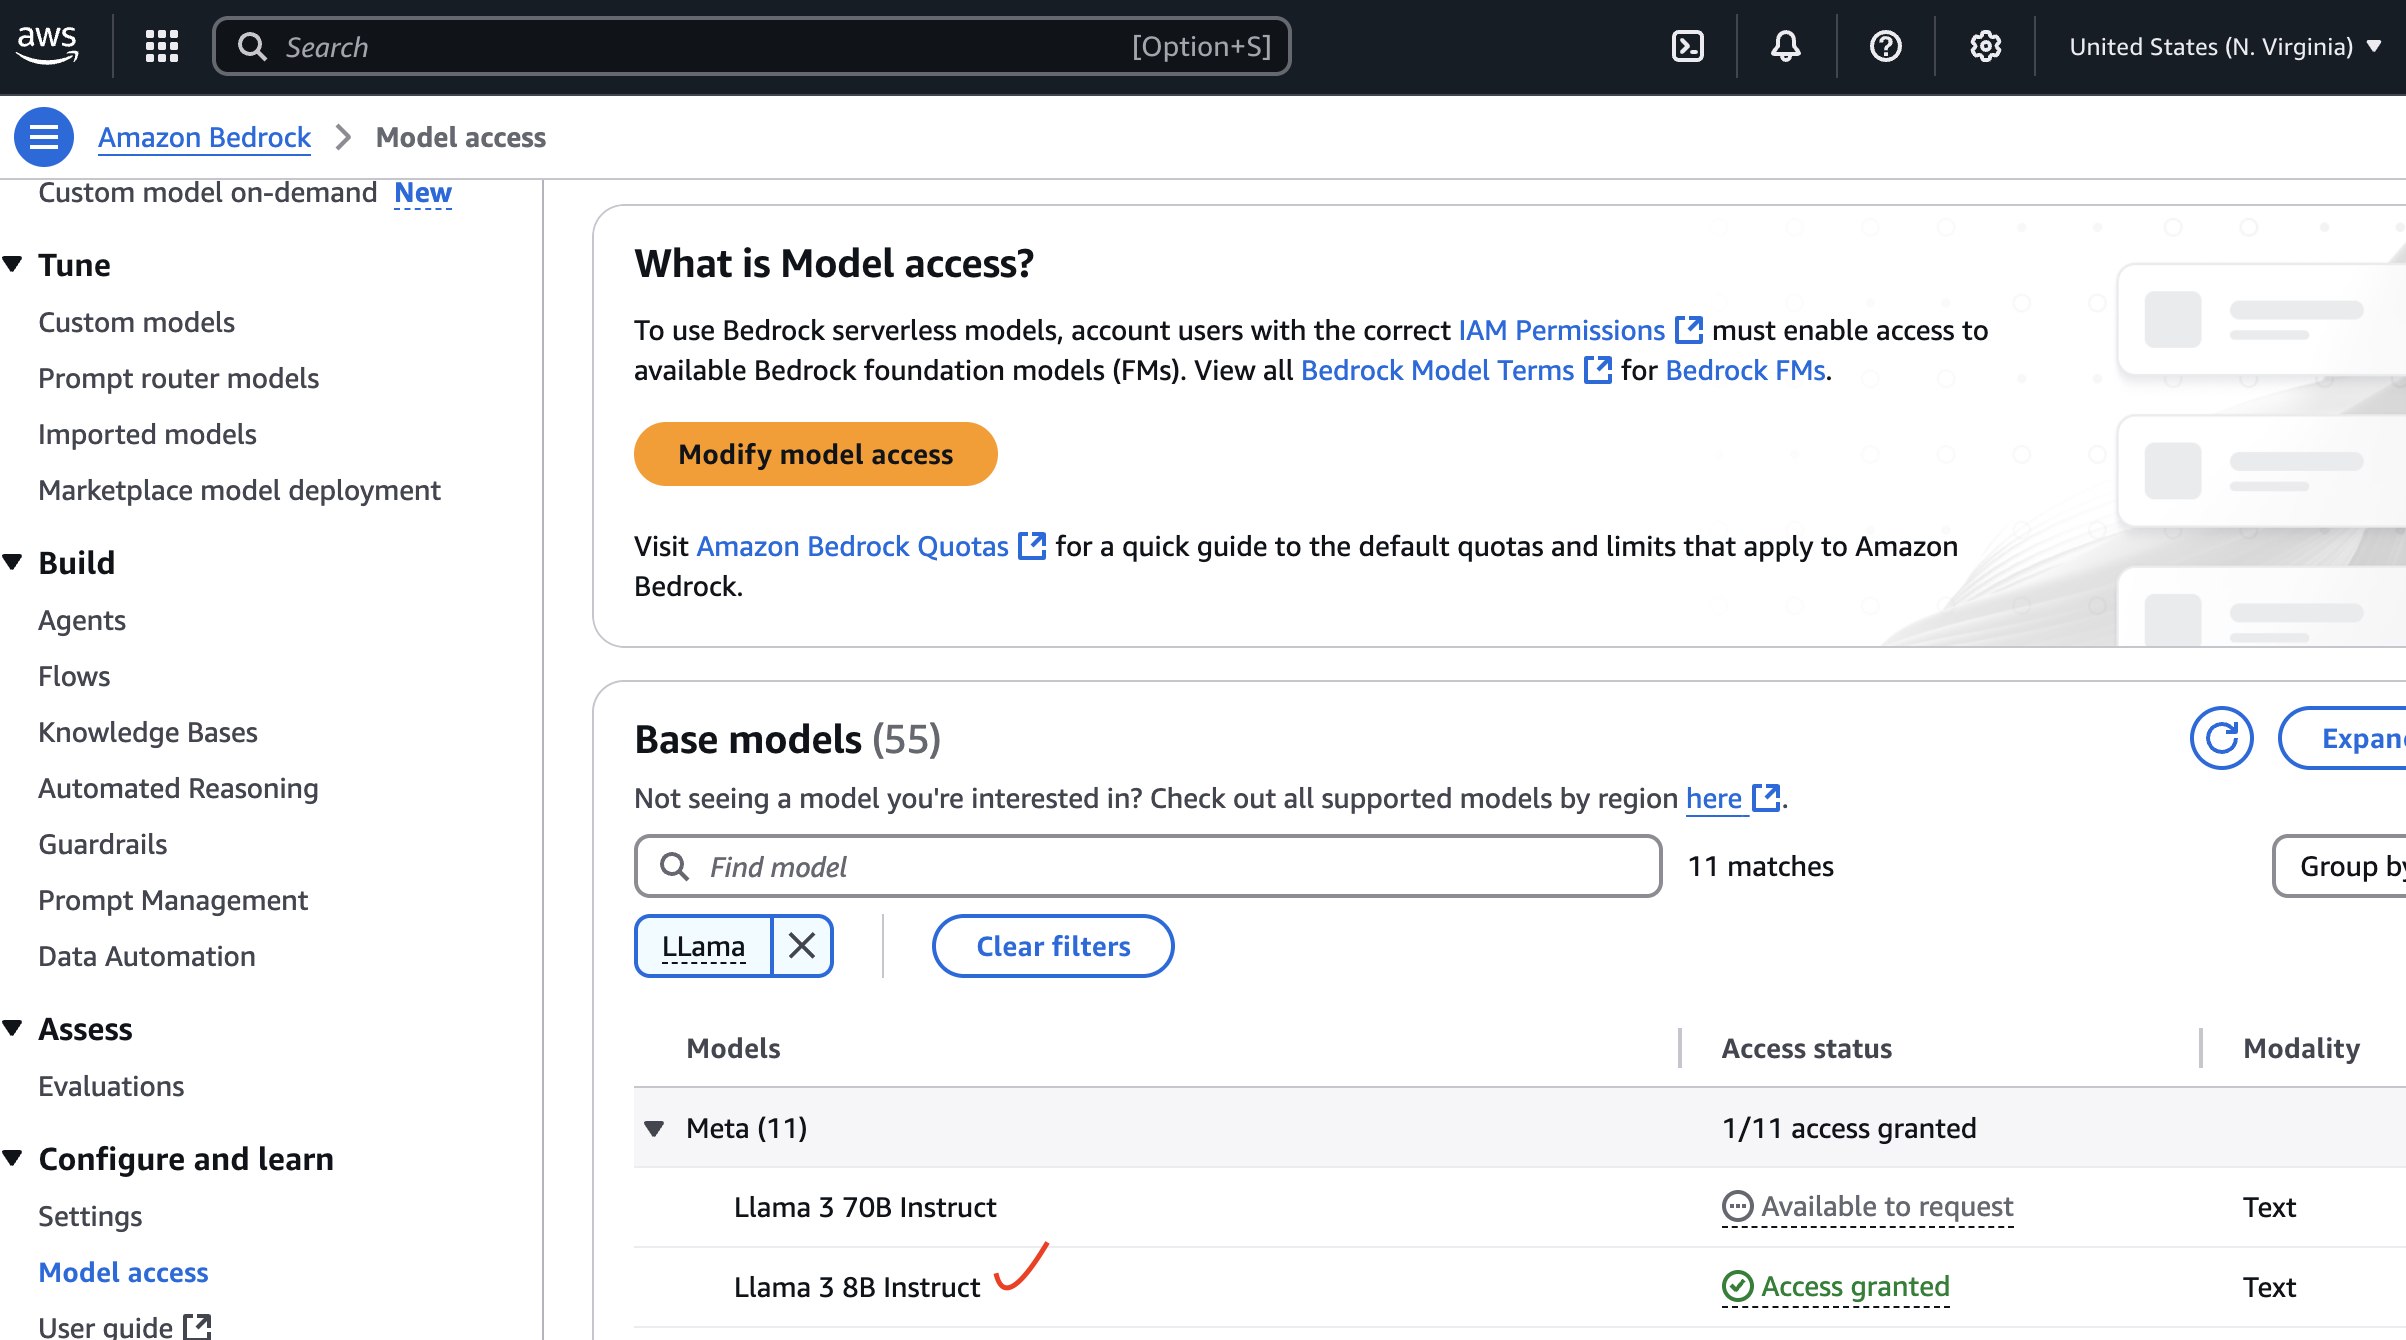 aws
Search [Option+S]
United States (N. Virginia)
Amazon Bedrock > Model access
Custom model on-demand New
Tune
Custom models
Prompt router models
Imported models
Marketplace model deployment
Build
Agents
Flows
Knowledge Bases
Automated Reasoning
Guardrails
Prompt Management
Data Automation
Assess
Evaluations
Configure and learn
Settings
Model access
User guide
What is Model access?
To use Bedrock serverless models, account users with the correct IAM Permissions must enable access to
available Bedrock foundation models (FMs). View all Bedrock Model Terms for Bedrock FMs.
Modify model access
Visit Amazon Bedrock Quotas for a quick guide to the default quotas and limits that apply to Amazon
Bedrock.
Base models (55)
Expan
Not seeing a model you're interested in? Check out all supported models by region here.
Find model
11 matches
Group by
LLama
Clear filters
Models Access status Modality
Meta (11) 1/11 access granted
Llama 3 70B Instruct Available to request Text
Llama 3 8B Instruct Access granted Text